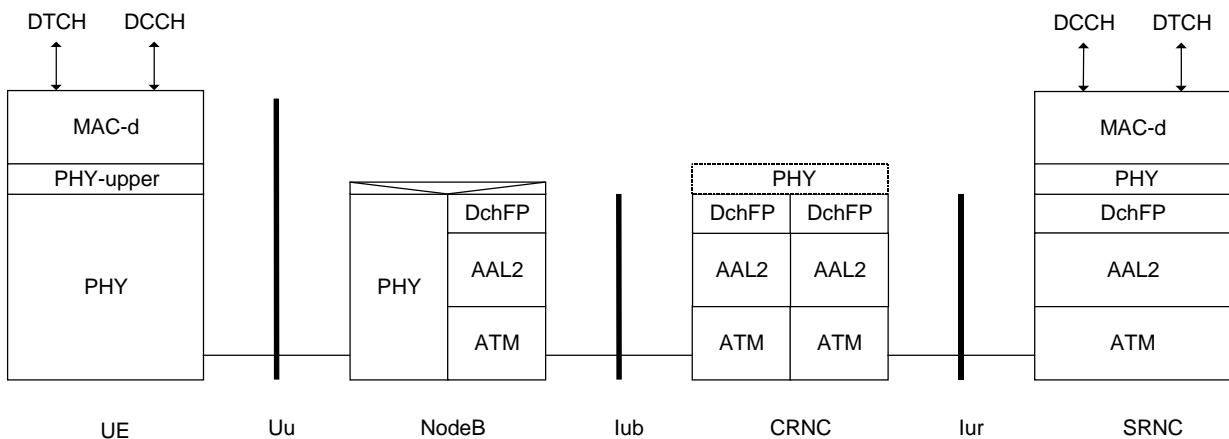 DTCH DCCH DCCH DTCH
MAC-d MAC-d
PHY-upper PHY PHY
DchFP DchFP DchFP DchFP
PHY PHY AAL2 AAL2 AAL2 AAL2
ATM ATM ATM ATM
UE Uu NodeB Iub CRNC Iur SRNC